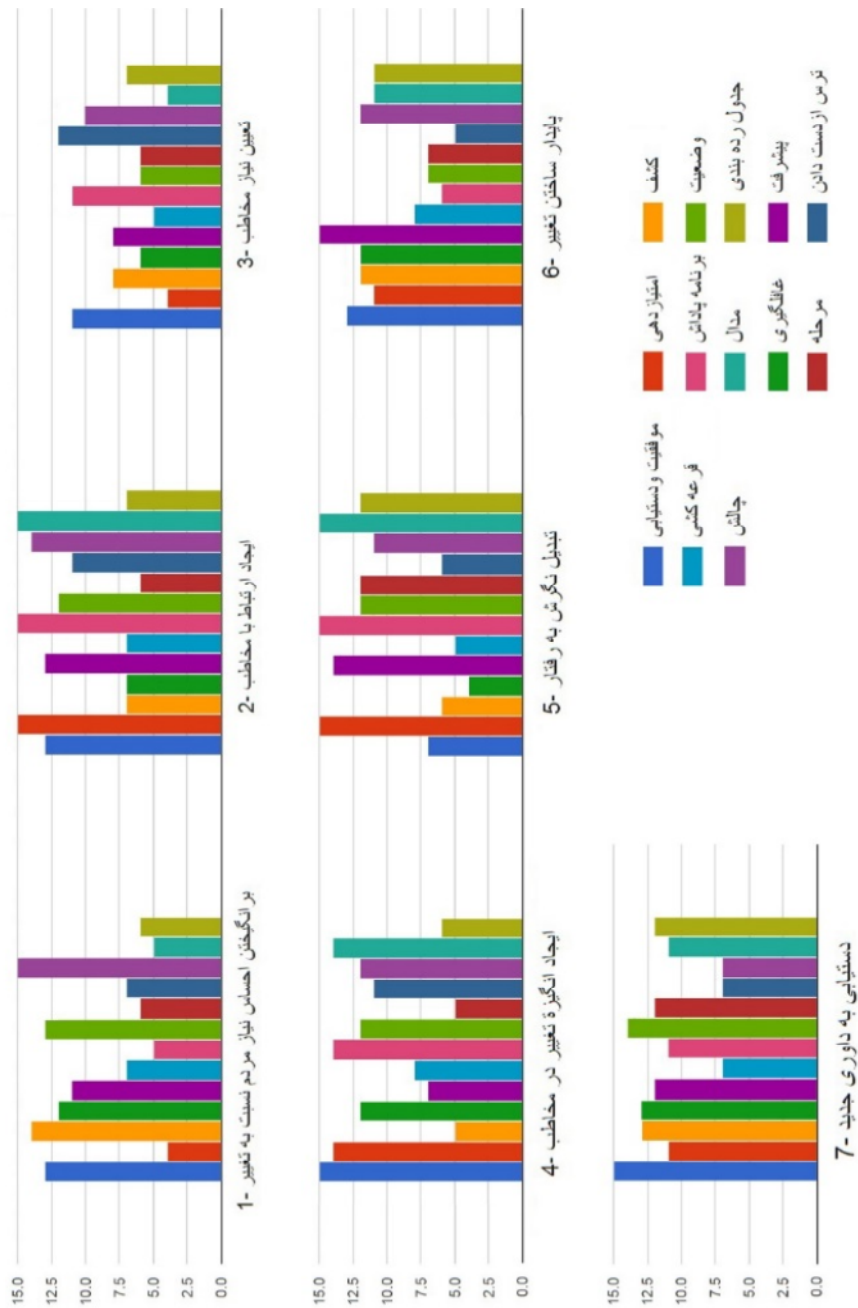 15.0
12.5
10.0
7.5
5.0
2.5
0.0
1- برانگیختن احساس نیاز مردم نسبت به تغییر
2- ایجاد ارتباط با مخاطب
3- تعیین نیاز مخاطب
15.0
12.5
10.0
7.5
5.0
2.5
0.0
4- ایجاد انگیزهٔ تغییر در مخاطب
5- تبدیل نگرش به رفتار
6- پایدار ساختن تغییر
15.0
12.5
10.0
7.5
5.0
2.5
0.0
7- دستیابی به داوری جدید
موفقیت و دستیابی
امتیاز دهی
کشف
قرعه کشی
برنامه پاداش
وضعیت
چالش
مدال
جدول رده بندی
غافلگیری
پیشرفت
مرحله
ترس ازدست دادن